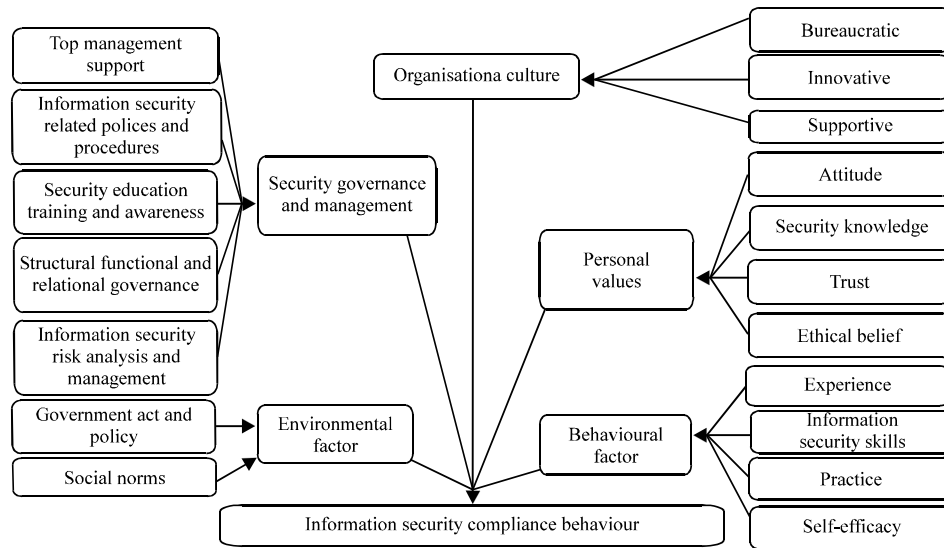 Top management
support
Information security
related polices and
procedures
Security education
training and awareness
Structural functional and
relational governance
Information security
risk analysis and
management
Government act and
policy
Social norms
Security governance
and management
Environmental
factor
Organisationa culture
Personal
values
Behavioural
factor
Information security compliance behaviour
Bureaucratic
Innovative
Supportive
Attitude
Security knowledge
Trust
Ethical belief
Experience
Information
security skills
Practice
Self-efficacy